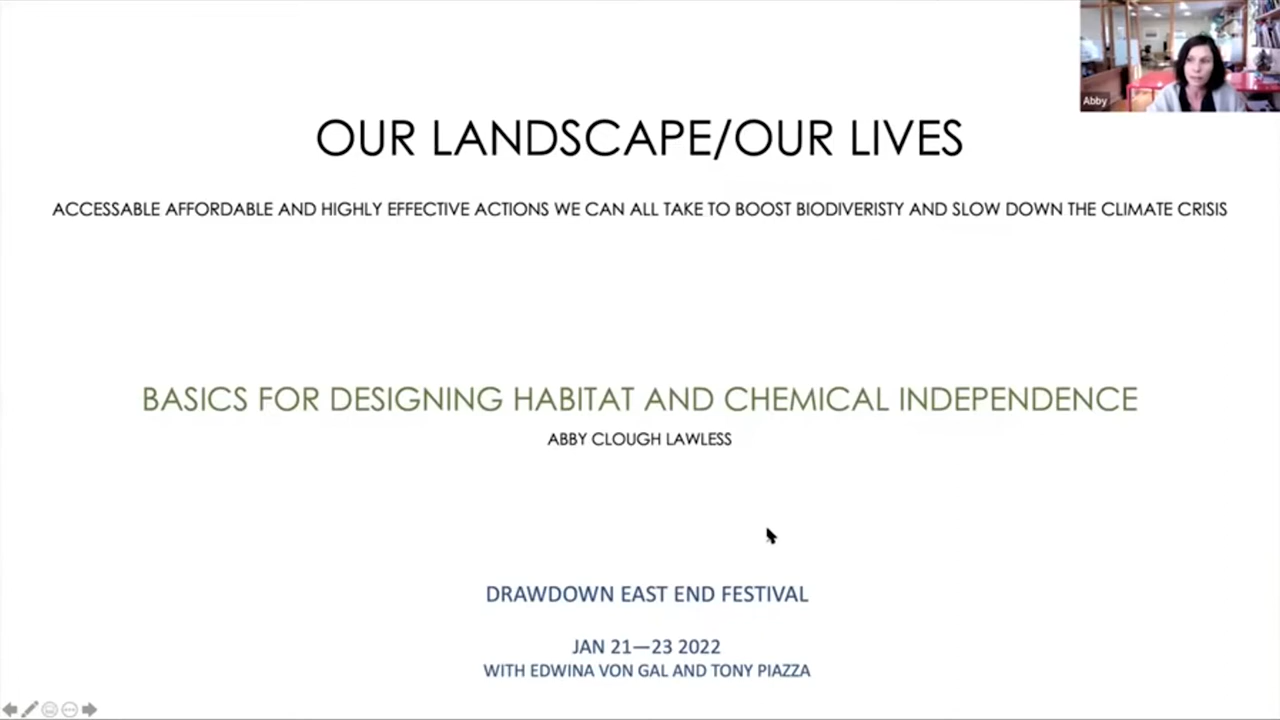 Abby
OUR LANDSCAPE/OUR LIVES
ACCESSABLE AFFORDABLE AND HIGHLY EFFECTIVE ACTIONS WE CAN ALL TAKE TO BOOST BIODIVERISTY AND SLOW DOWN THE CLIMATE CRISIS
BASICS FOR DESIGNING HABITAT AND CHEMICAL INDEPENDENCE
ABBY CLOUGH LAWLESS
DRAWDOWN EAST END FESTIVAL
JAN 21—23 2022
WITH EDWINA VON GAL AND TONY PIAZZA